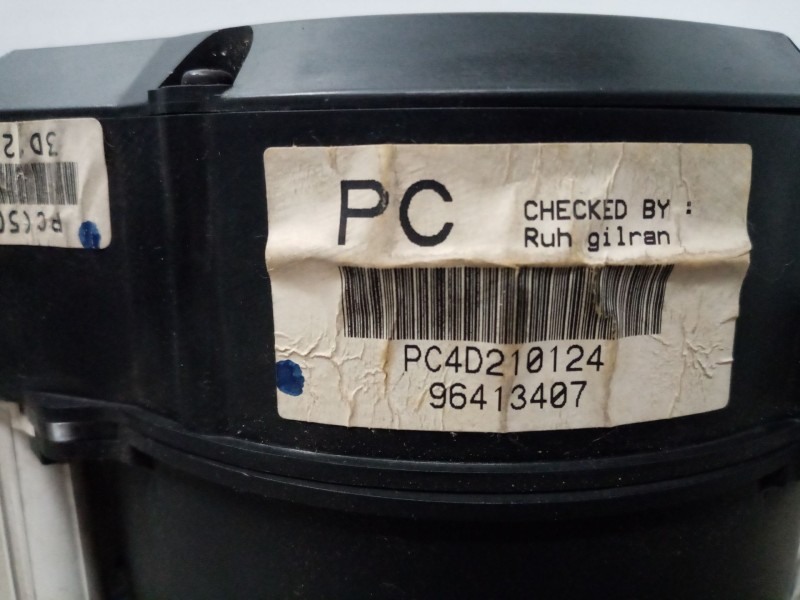 PC
CHECKED BY :
Ruh gilran
PC4D210124
96413407